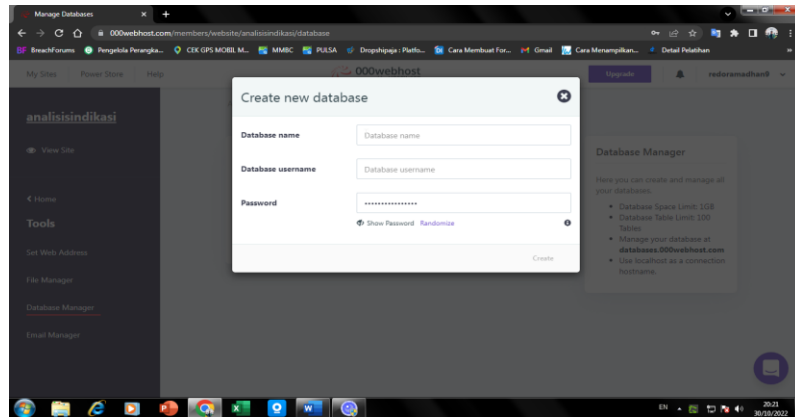 Manage Databases
000webhost.com/members/website/analisisindikasi/database
BreachForums Pengelola Perangka... CEK GPS MOBIL M... MMBC PULSA Dropshipaja : Platfo... Cara Membuat For... Gmail Cara Menampilkan... Detail Pelatihan
My Sites Power Store Help 000webhost Upgrade redoramadhan9
Create new database
analisisindikasi
Database name Database name
View Site
Database Manager
Database username Database username
Here you can create and manage all
your databases.
Home
Password
Database Space Limit: 1GB
Tools
Show Password Randomize
Database Table Limit: 100
Tables
Manage your database at
databases.000webhost.com
Set Web Address
Create
Use localhost as a connection
hostname
File Manager
Database Manager
Email Manager
EN 20:21
30/10/2022